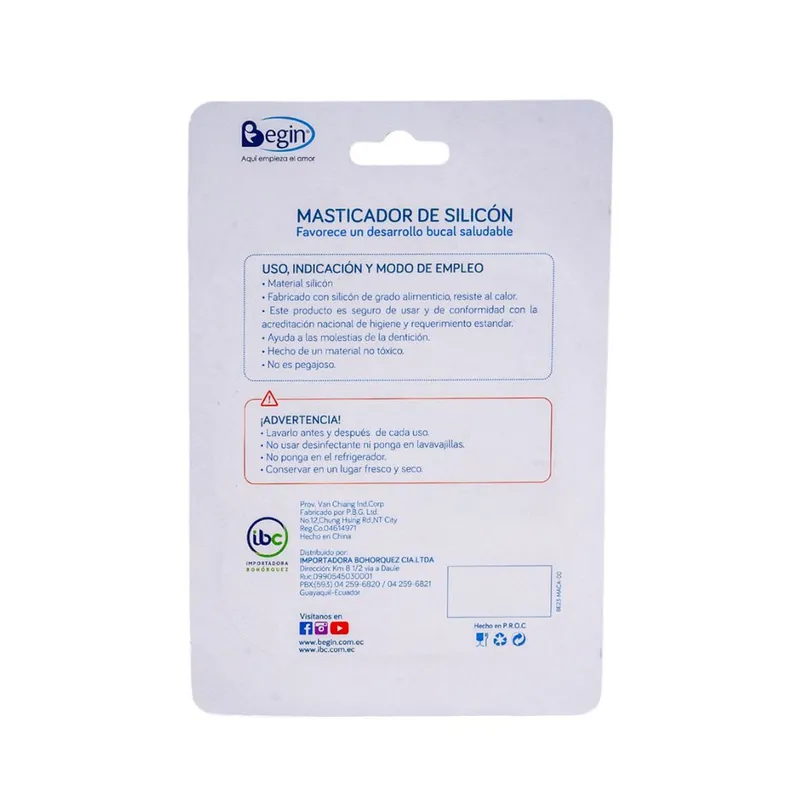 Begin
Aquí empieza el amor
MASTICADOR DE SILICÓN
Favorece un desarrollo bucal saludable
USO, INDICACIÓN Y MODO DE EMPLEO
• Material silicón
• Fabricado con silicón de grado alimenticio, resiste al calor.
• Este producto es seguro de usar y de conformidad con la
acreditación nacional de higiene y requerimiento estandar.
• Ayuda a las molestias de la dentición.
• Hecho de un material no tóxico.
• No es pegajoso.
¡ADVERTENCIA!
• Lavarlo antes y después de cada uso.
• No usar desinfectante ni ponga en lavavajillas.
• No ponga en el refrigerador.
• Conservar en un lugar fresco y seco.
ibc
IMPORTADORA
BOHÓRQUEZ
Prov. Van Chiang Ind.Corp
Fabricado por P.B.G. Ltd.
No.12,Chung Hsing Rd,NT City
Reg.Co.04614971
Hecho en China
Distribuido por:
IMPORTADORA BOHORQUEZ CIA.LTDA
Dirección: Km 8 1/2 vía a Daule
Ruc.0990545030001
PBX(593) 04 259-6820 / 04 259-6821
Guayaquil-Ecuador
Visítanos en
www.begin.com.ec
www.ibc.com.ec
BE23-MACA-00
Hecho en P.R.O.C